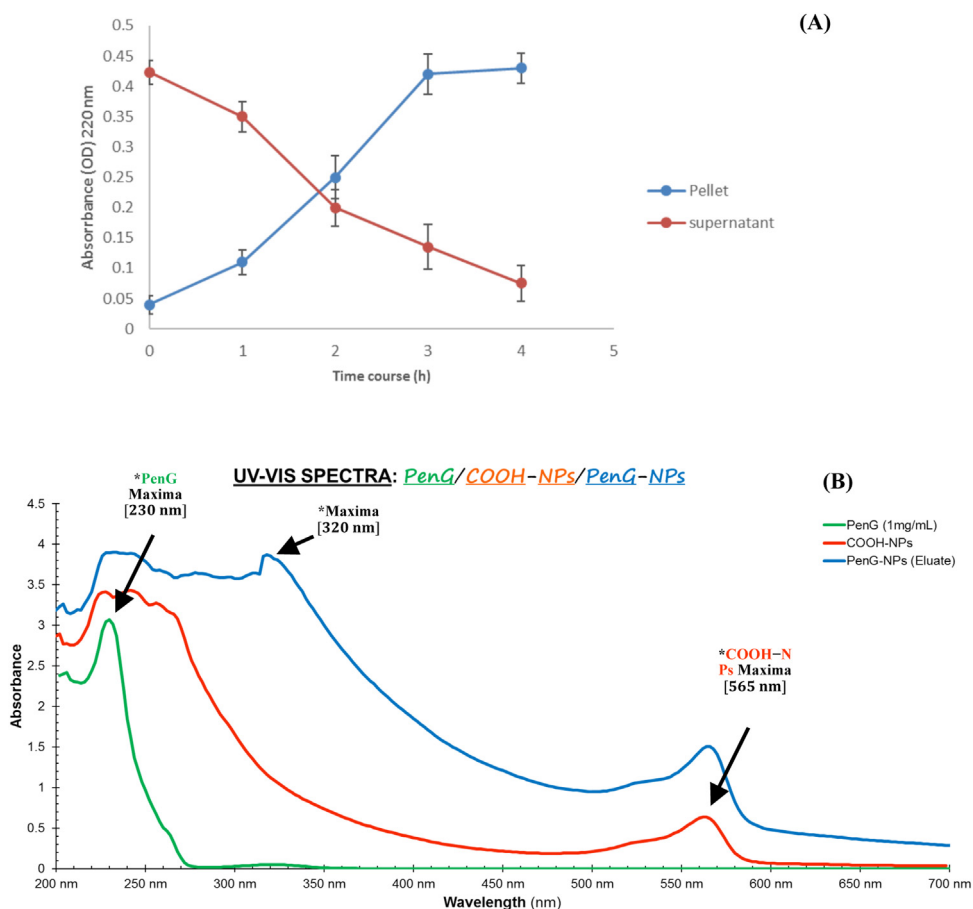 (A)
0.5
0.45
0.4
0.35
0.3
0.25
0.2
0.15
0.1
0.05
0
Absorrbance (OD) 220 nm
0 1 2 3 4 5
Time course (h)
Pellet
supernatant
UV-VIS SPECTRA: PenG/COOH-NPs/PenG-NPs
(B)
*PenG
Maxima
[230 nm]
*Maxima
[320 nm]
*COOH−N
Ps Maxima
[565 nm]
PenG (1mg/mL)
COOH-NPs
PenG-NPs (Eluate)
4.5
4
3.5
3
2.5
2
1.5
1
0.5
0
Absorbance
200 nm 250 nm 300 nm 350 nm 400 nm 450 nm 500 nm 550 nm 600 nm 650 nm 700 nm
Wavelength (nm)